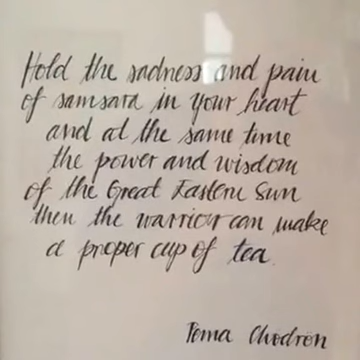 Hold the sadness and pain
of samsara in your heart
and at the same time
the power and wisdom
of the Great Eastern Sun
then the warrior can make
a proper cup of tea.
Pema Chodrön